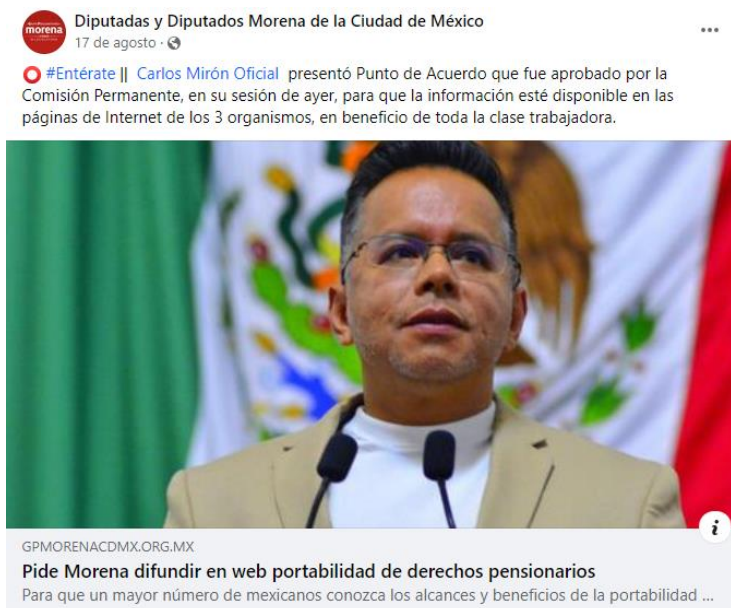 morena
Diputadas y Diputados Morena de la Ciudad de México
17 de agosto ·
#Entérate || Carlos Mirón Oficial presentó Punto de Acuerdo que fue aprobado por la
Comisión Permanente, en su sesión de ayer, para que la información esté disponible en las
páginas de Internet de los 3 organismos, en beneficio de toda la clase trabajadora.
GPMORENACDMX.ORG.MX
Pide Morena difundir en web portabilidad de derechos pensionarios
Para que un mayor número de mexicanos conozca los alcances y beneficios de la portabilidad ...